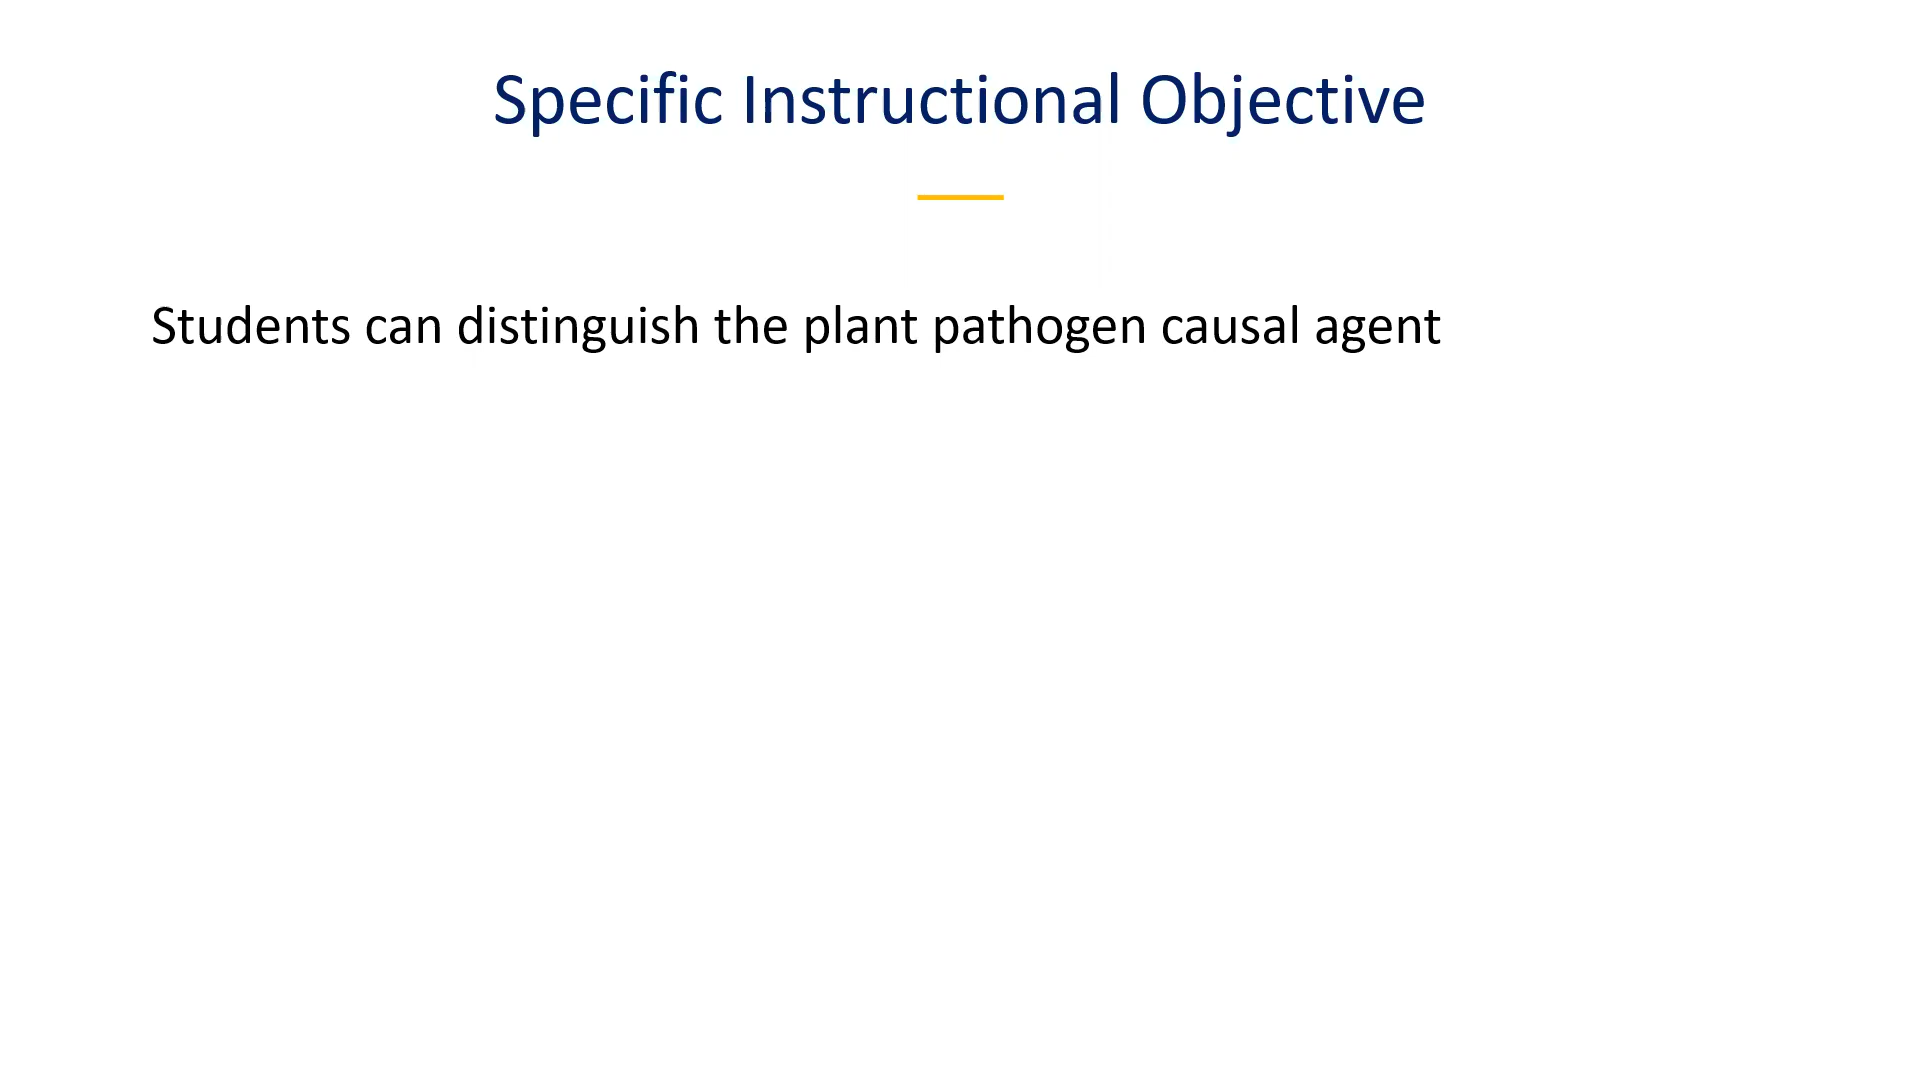 Specific Instructional Objective
Students can distinguish the plant pathogen causal agent